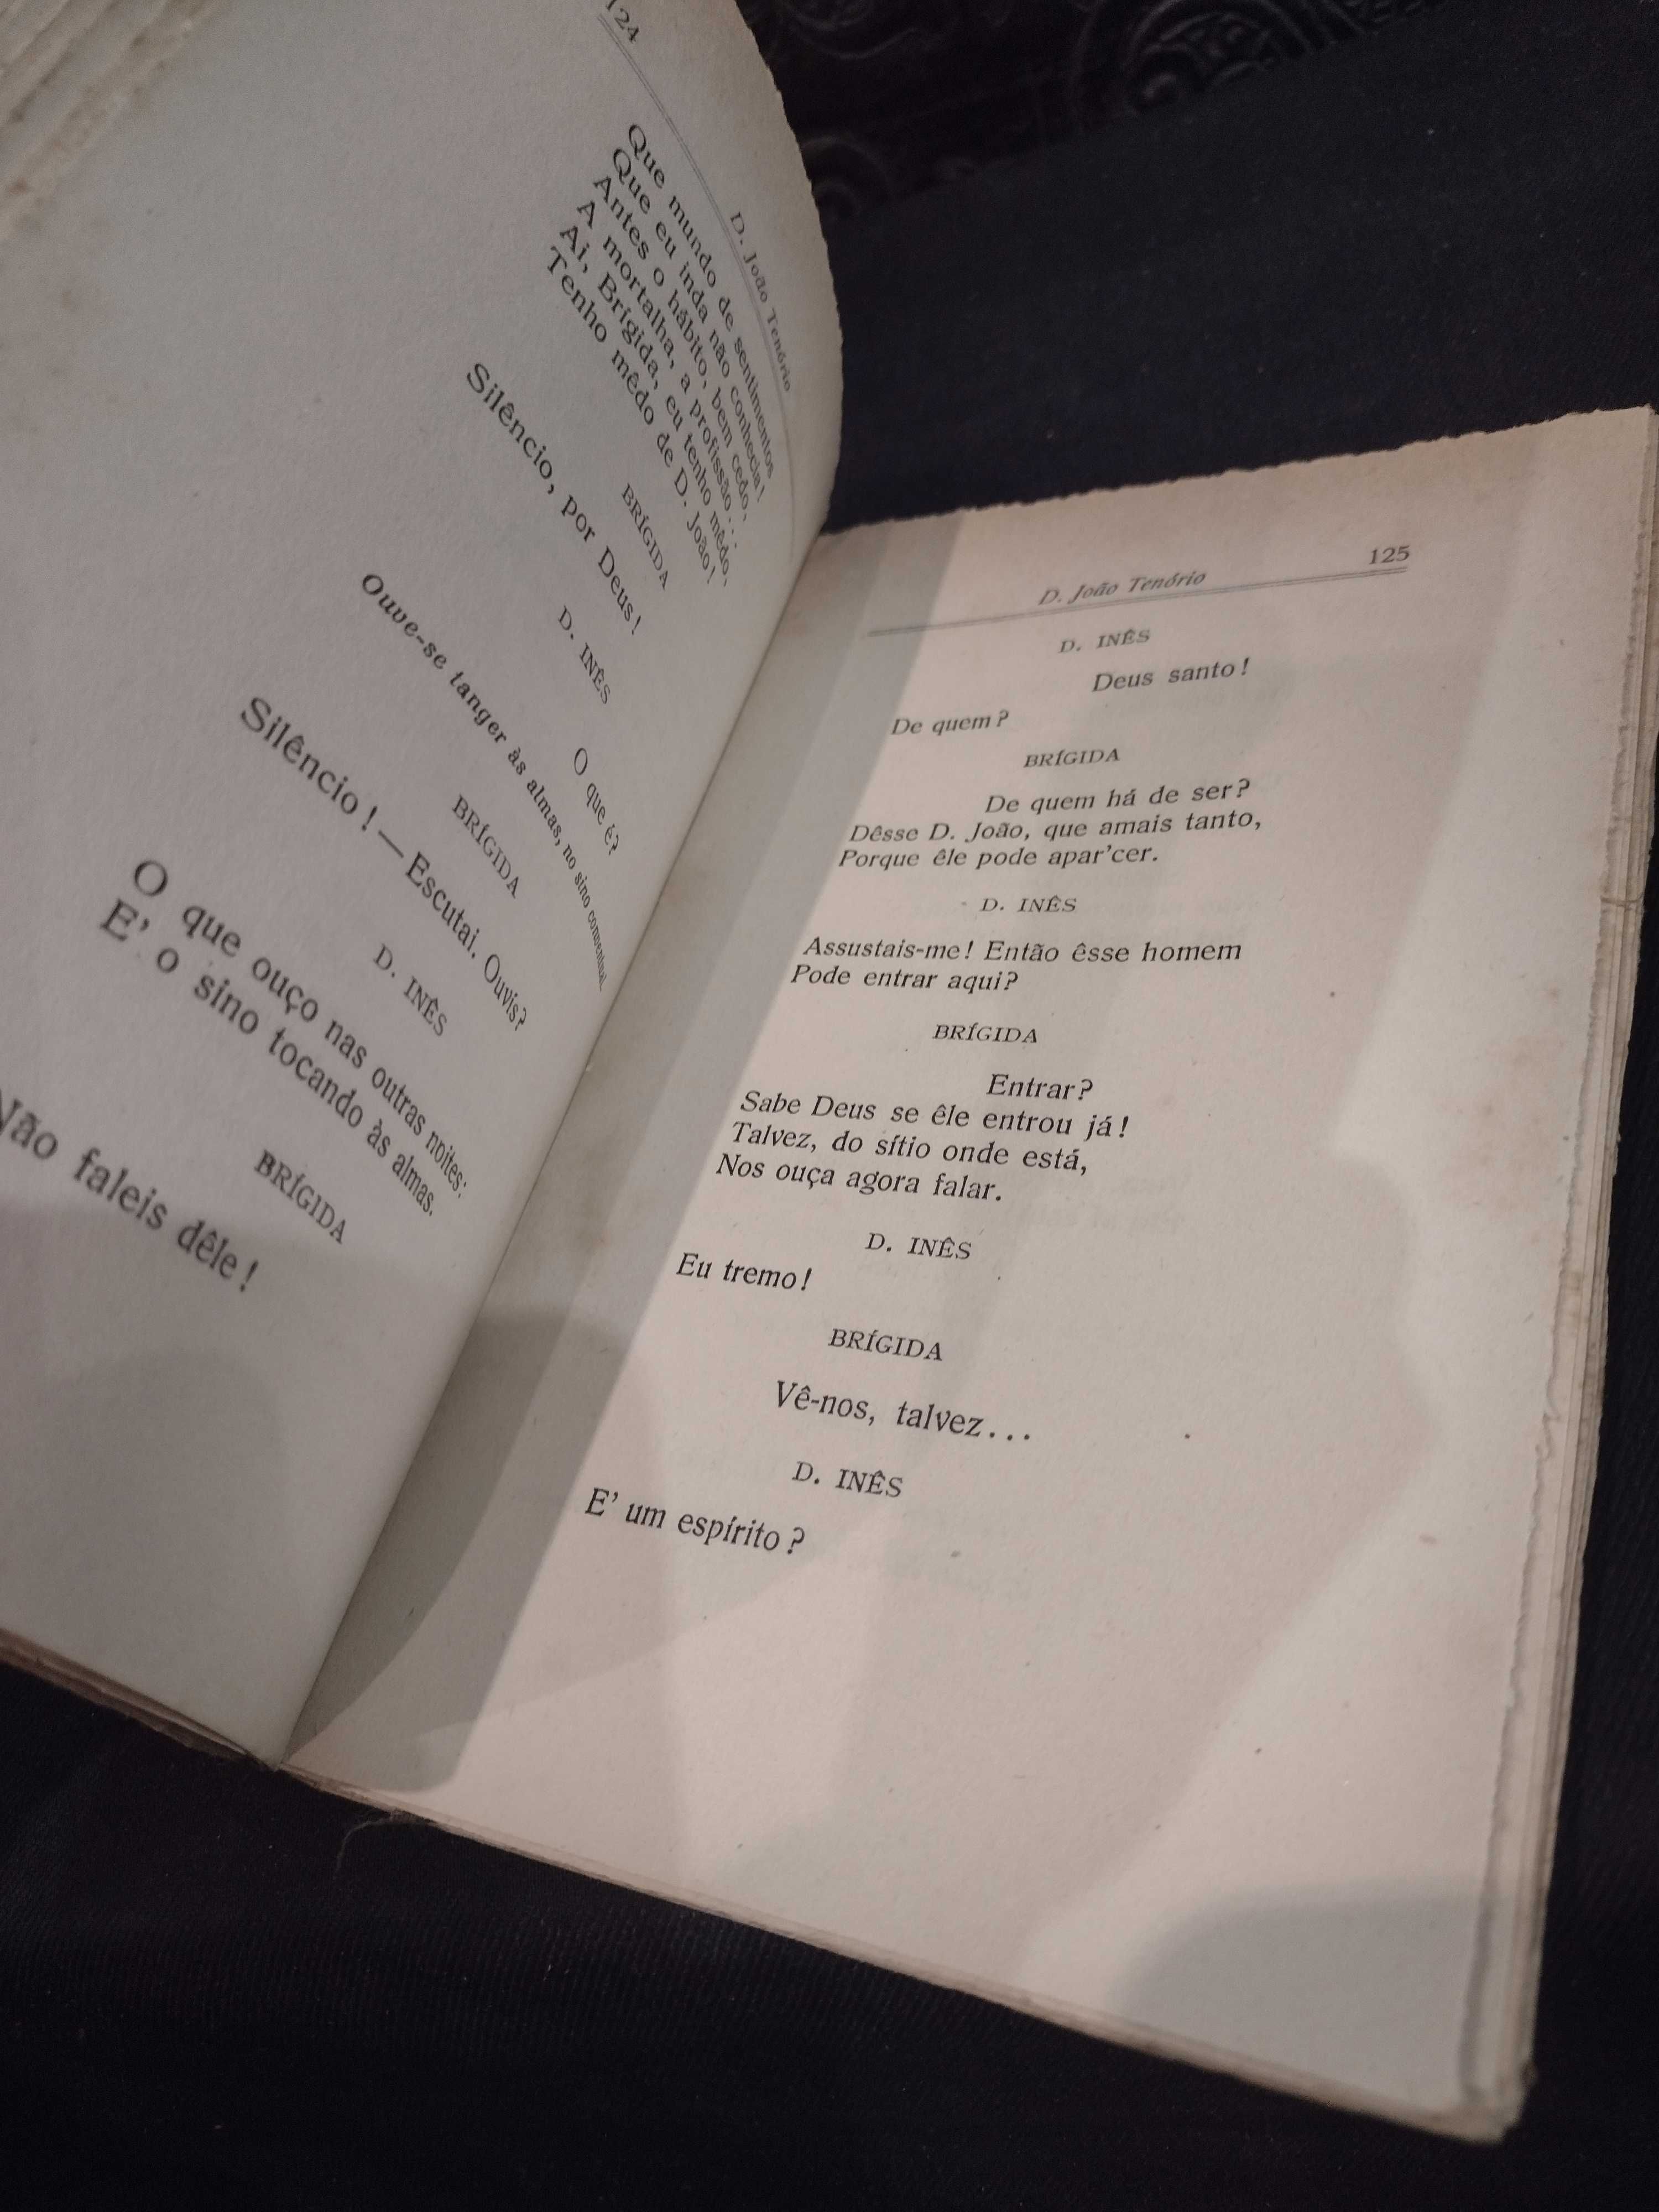 124
D. João Tenório
Que mundo de sentimentos
Que eu inda não conhecia!
Antes o hábito, bem cedo,
A mortalha, a profissão...
Ai, Brígida, eu tenho mêdo,
Tenho mêdo de D. João!
BRÍGIDA
Silêncio, por Deus!
D. INÊS
O que é?
Ouve-se tanger às almas, no sino conventual.
BRÍGIDA
Silêncio! — Escutai. Ouvis?
D. INÊS
O que ouço nas outras noites:
E' o sino tocando às almas.
BRÍGIDA
Não faleis dêle!
125
D. João Tenório
D. INÊS
Deus santo!
De quem?
BRÍGIDA
De quem há de ser?
Dêsse D. João, que amais tanto,
Porque êle pode apar'cer.
D. INÊS
Assustais-me! Então êsse homem
Pode entrar aqui?
BRÍGIDA
Entrar?
Sabe Deus se êle entrou já!
Talvez, do sítio onde está,
Nos ouça agora falar.
D. INÊS
Eu tremo!
BRÍGIDA
Vê-nos, talvez...
D. INÊS
E' um espírito?